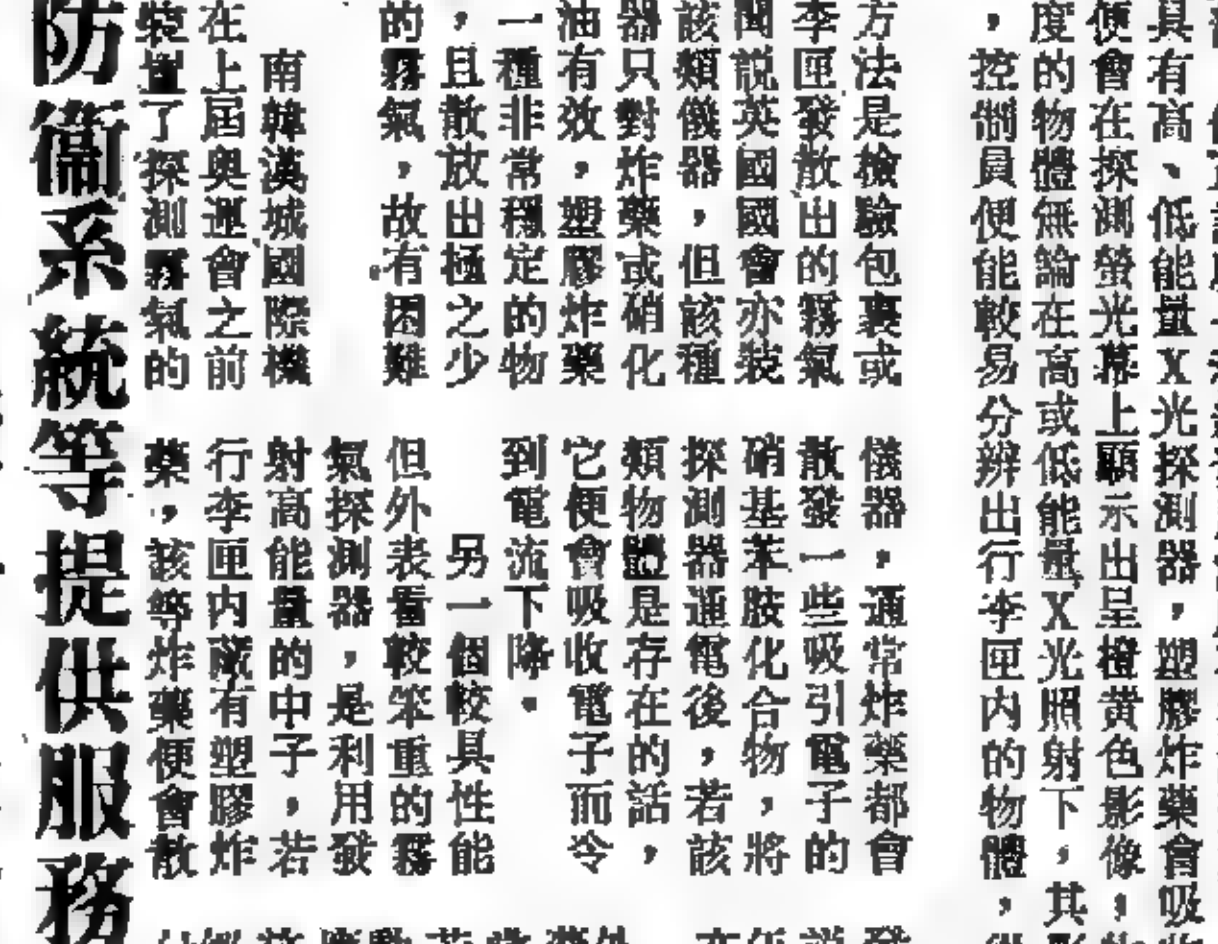 具有高、低能量X光探測器,塑膠炸藥會吸
便會在探測螢光幕上顯示出呈橙黄色影像,
度的物體無論在高或低能量X光照射下,其
,控制員便能較易分辨出行李匣内的物體,
方法是檢驗包裹或
李匣發散出的霧氣
聞説英國國會亦裝
該類儀器,但該種
器只對炸藥或硝化
油有效,塑膠炸藥
一種非常穩定的物
,且散放出極之少
的霧氣,故有困難
南韓漢城國際機
在上屆奥運會之前
裝置了探測霧氣的
儀器,通常炸藥都會
散發一些吸引電子的
硝基苯胺化合物,將
探測器通電後,若該
類物體是存在的話,
它便會吸收電子而令
到電流下降。
另一個較具性能
但外表看較笨重的霧
氣探測器,是利用發
射高能量的中子,若
行李匣内藏有塑膠炸
藥,該等炸藥便會散
防衞系統等提供服務